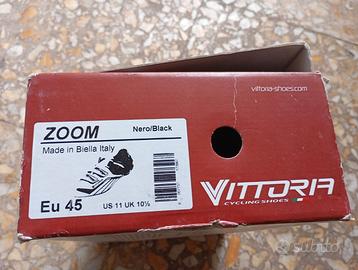 ZOOM
Nero/Black
Made in Biella Italy
Eu 45
US 11 UK 10½
vittoria-shoes.com
VITTORIA
CYCLING SHOES
subito